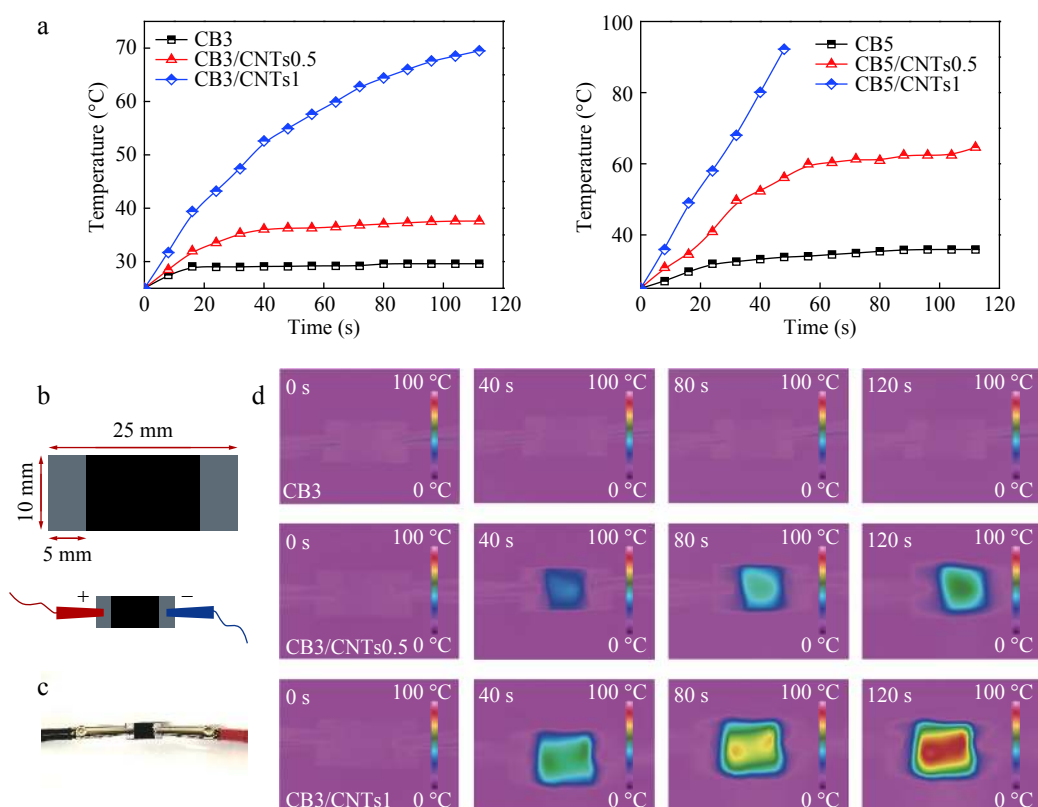 a
CB3
CB3/CNTs0.5
CB3/CNTs1
Temperature (°C)
70
60
50
40
30
0 20 40 60 80 100 120
Time (s)
CB5
CB5/CNTs0.5
CB5/CNTs1
Temperature (°C)
100
80
60
40
0 20 40 60 80 100 120
Time (s)
b
25 mm
10 mm
5 mm
+ −
c
d
0 s 100 °C
CB3 0 °C
40 s 100 °C
0 °C
80 s 100 °C
0 °C
120 s 100 °C
0 °C
0 s 100 °C
CB3/CNTs0.5 0 °C
40 s 100 °C
0 °C
80 s 100 °C
0 °C
120 s 100 °C
0 °C
0 s 100 °C
CB3/CNTs1 0 °C
40 s 100 °C
0 °C
80 s 100 °C
0 °C
120 s 100 °C
0 °C